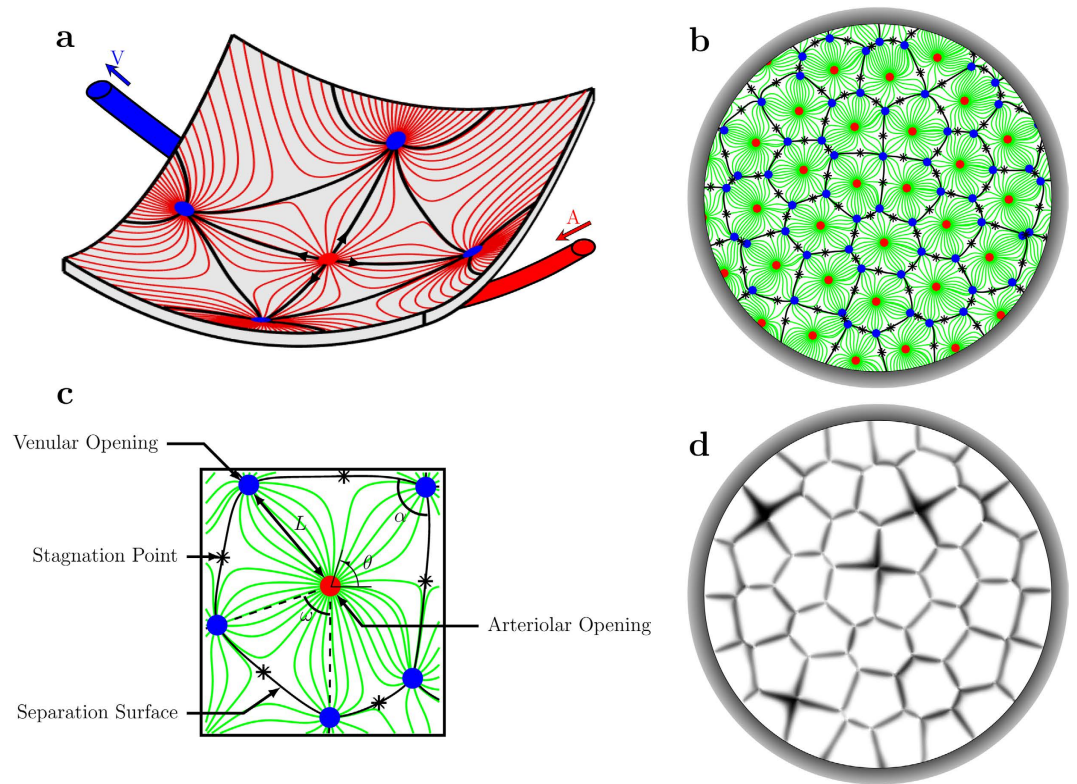 a
V
A
b
c
Venular Opening
L
α
Stagnation Point
θ
ω
Arteriolar Opening
Separation Surface
d